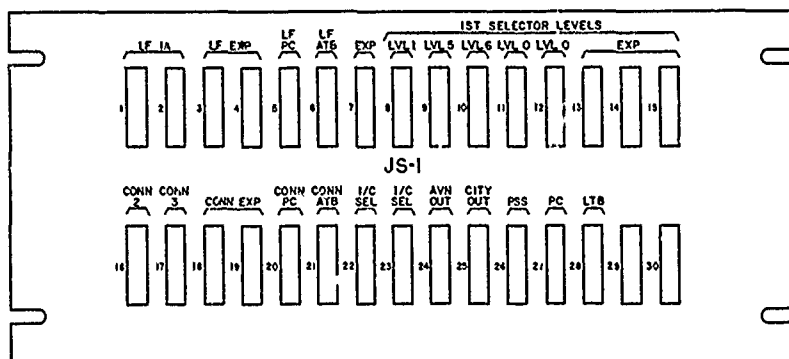 1ST SELECTOR LEVELS
LF 1A LF EXP LF PC LF ATB EXP LVL 1 LVL 5 LVL 6 LVL 0 LVL 0 EXP
1 2 3 4 5 6 7 8 9 10 11 12 13 14 15
JS-1
CONN 2 CONN 3 CONN EXP CONN PC CONN ATB I/C SEL I/C SEL AVN OUT CITY OUT PSS PC LTB
16 17 18 19 20 21 22 23 24 25 26 27 28 29 30